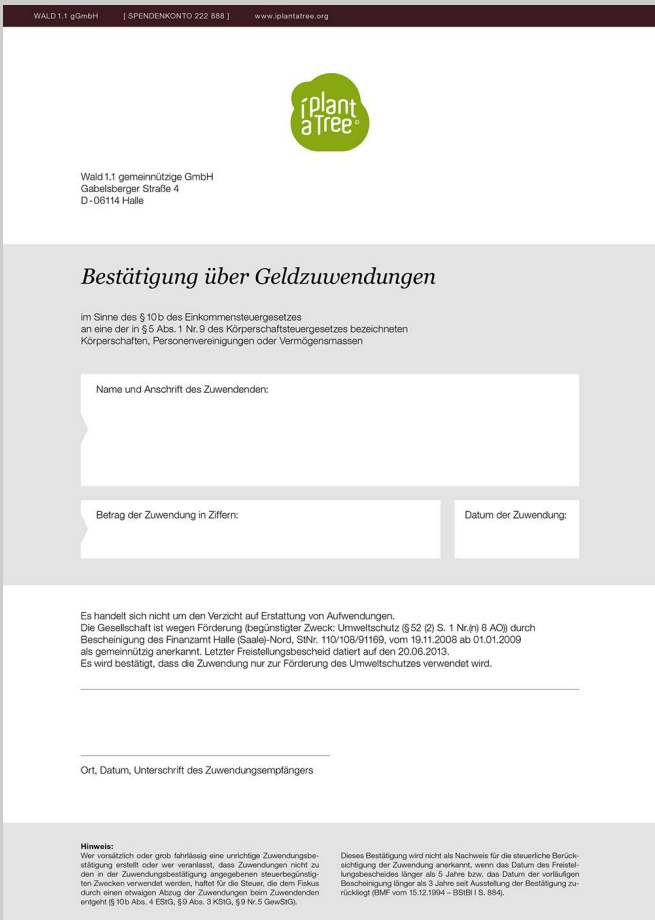 WALD 1.1 gGmbH [ SPENDENKONTO 222 888 ] www.iplantatree.org
i plant
a Tree ©
Wald 1.1 gemeinnützige GmbH
Gabelsberger Straße 4
D-06114 Halle
Bestätigung über Geldzuwendungen
im Sinne des § 10 b des Einkommensteuergesetzes
an eine der in § 5 Abs. 1 Nr. 9 des Körperschaftsteuergesetzes bezeichneten
Körperschaften, Personenvereinigungen oder Vermögensmassen
Name und Anschrift des Zuwendenden:
Betrag der Zuwendung in Ziffern:
Datum der Zuwendung:
Es handelt sich nicht um den Verzicht auf Erstattung von Aufwendungen.
Die Gesellschaft ist wegen Förderung (begünstigter Zweck: Umweltschutz (§ 52 (2) S. 1 Nr.(n) 8 AO)) durch
Bescheinigung des Finanzamt Halle (Saale)-Nord, StNr. 110/108/91169, vom 19.11.2008 ab 01.01.2009
als gemeinnützig anerkannt. Letzter Freistellungsbescheid datiert auf den 20.06.2013.
Es wird bestätigt, dass die Zuwendung nur zur Förderung des Umweltschutzes verwendet wird.
Ort, Datum, Unterschrift des Zuwendungsempfängers
Hinweis:
Wer vorsätzlich oder grob fahrlässig eine unrichtige Zuwendungsbe-
stätigung erstellt oder wer veranlasst, dass Zuwendungen nicht zu
den in der Zuwendungsbestätigung angegebenen steuerbegünstig-
ten Zwecken verwendet werden, haftet für die Steuer, die dem Fiskus
durch einen etwaigen Abzug der Zuwendungen beim Zuwendenden
entgeht (§ 10 b Abs. 4 EStG, § 9 Abs. 3 KStG, § 9 Nr. 5 GewStG).
Dieses Bestätigung wird nicht als Nachweis für die steuerliche Berück-
sichtigung der Zuwendung anerkannt, wenn das Datum des Freistel-
lungsbescheides länger als 5 Jahre bzw. das Datum der vorläufigen
Bescheinigung länger als 3 Jahre seit Ausstellung der Bestätigung zu-
rückliegt (BMF vom 15.12.1994 – BStBl I S. 884).